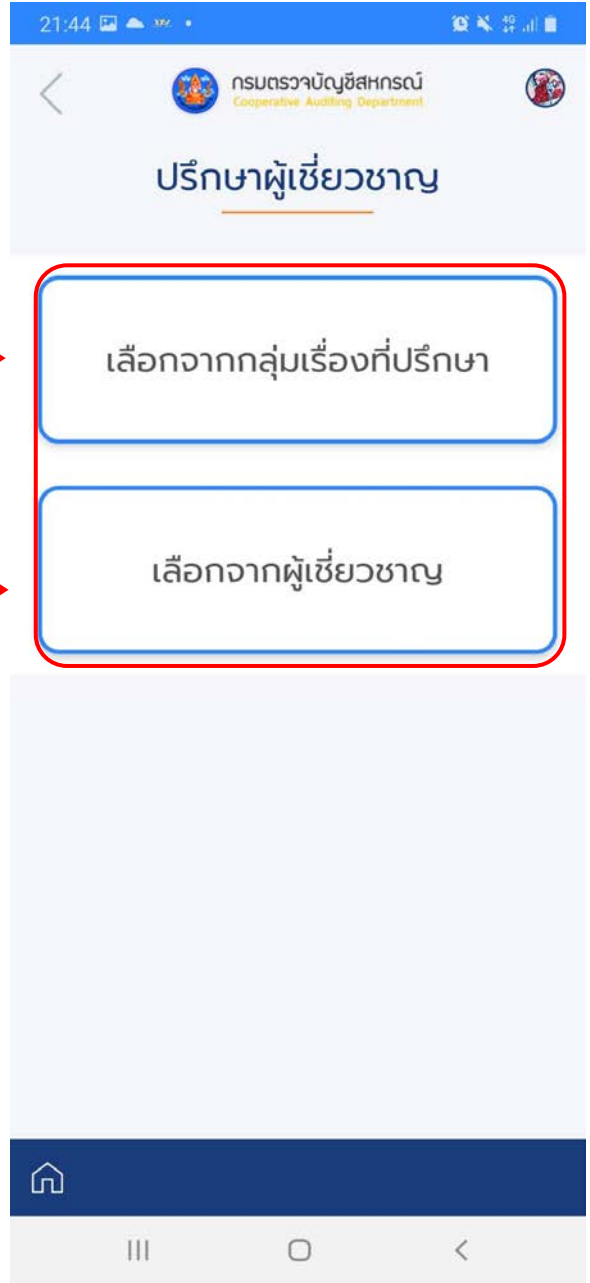 21:44
กรมตรวจบัญชีสหกรณ์
Cooperative Auditing Department
ปรึกษาผู้เชี่ยวชาญ
เลือกจากกลุ่มเรื่องที่ปรึกษา
เลือกจากผู้เชี่ยวชาญ